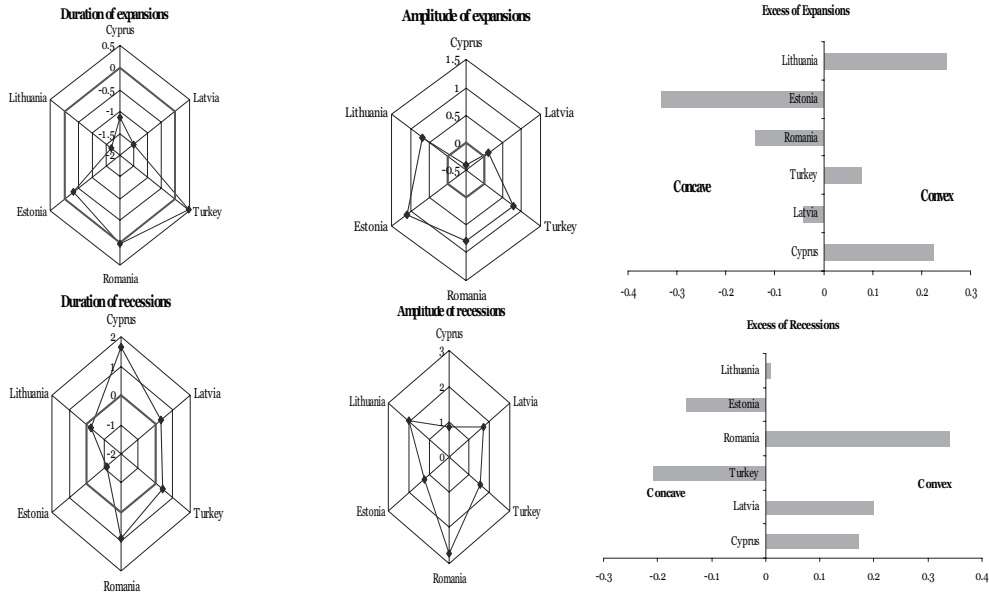 Duration of expansions
Cyprus
0.5
0
-0.5
-1
-1.5
-2
Lithuania
Latvia
Estonia
Turkey
Romania
Amplitude of expansions
Cyprus
1.5
1
0.5
0
-0.5
Lithuania
Latvia
Estonia
Turkey
Romania
Excess of Expansions
Lithuania
Estonia
Romania
Turkey
Latvia
Cyprus
Concave
Convex
-0.4 -0.3 -0.2 -0.1 0 0.1 0.2 0.3
Duration of recessions
Cyprus
2
1
0
-1
-2
Lithuania
Latvia
Estonia
Turkey
Romania
Amplitude of recessions
Cyprus
3
2
1
0
Lithuania
Latvia
Estonia
Turkey
Romania
Excess of Recessions
Lithuania
Estonia
Romania
Turkey
Latvia
Cyprus
Concave
Convex
-0.3 -0.2 -0.1 0 0.1 0.2 0.3 0.4